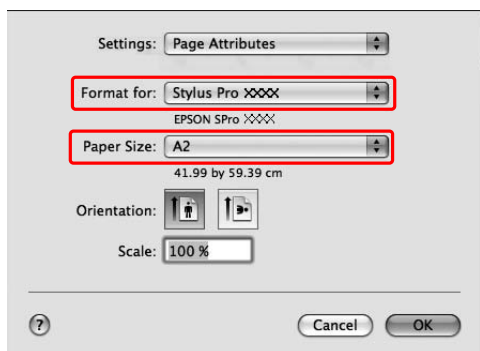 Settings: Page Attributes
Format for: Stylus Pro XXXX
EPSON SPro XXXX
Paper Size: A2
41.99 by 59.39 cm
Orientation:
Scale: 100 %
? Cancel OK